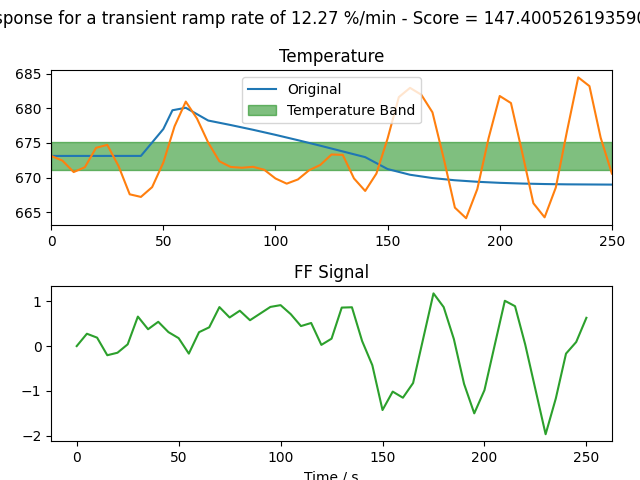 sponse for a transient ramp rate of 12.27 %/min - Score = 147.400526193590
Temperature
685
680
675
670
665
Original
Temperature Band
0 50 100 150 200 250
FF Signal
1
0
−1
−2
0 50 100 150 200 250
Time / s